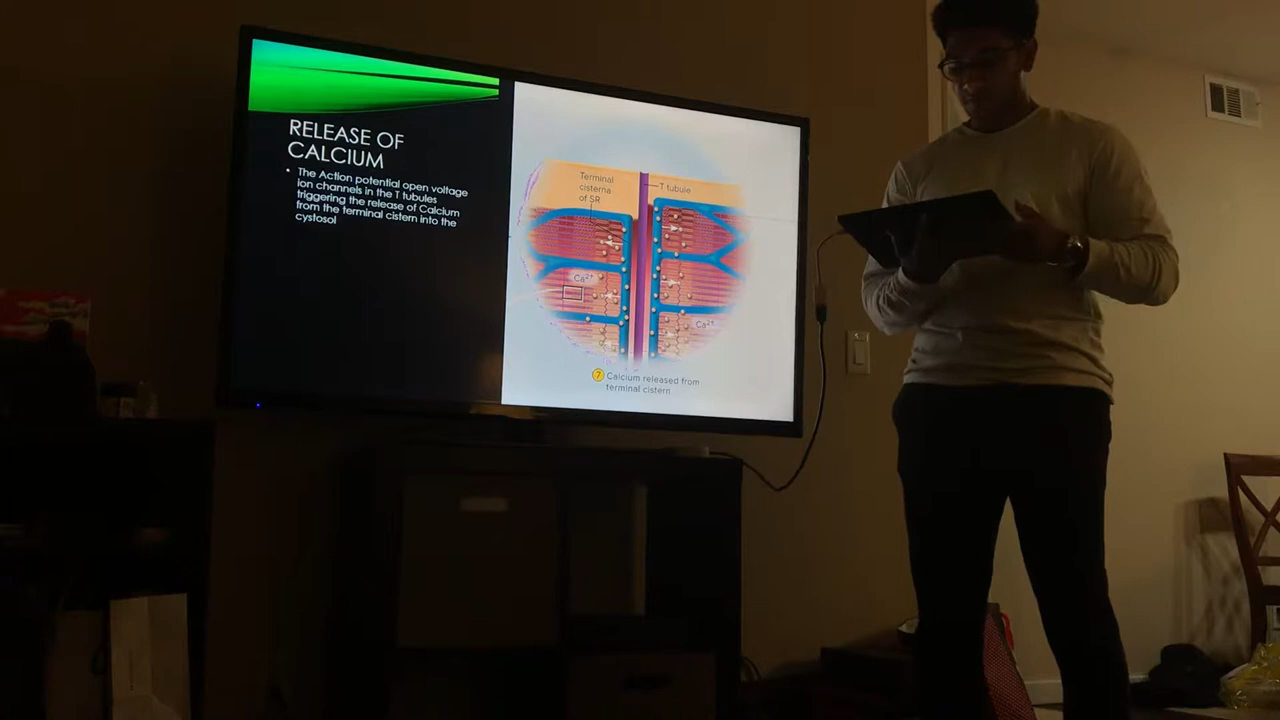 RELEASE OF
CALCIUM
• The Action potential open voltage
ion channels in the T tubules
triggering the release of Calcium
from the terminal cistern into the
cystosol
Terminal
cisterna
of SR
T tubule
Ca²⁺
Ca²⁺
7 Calcium released from
terminal cistern